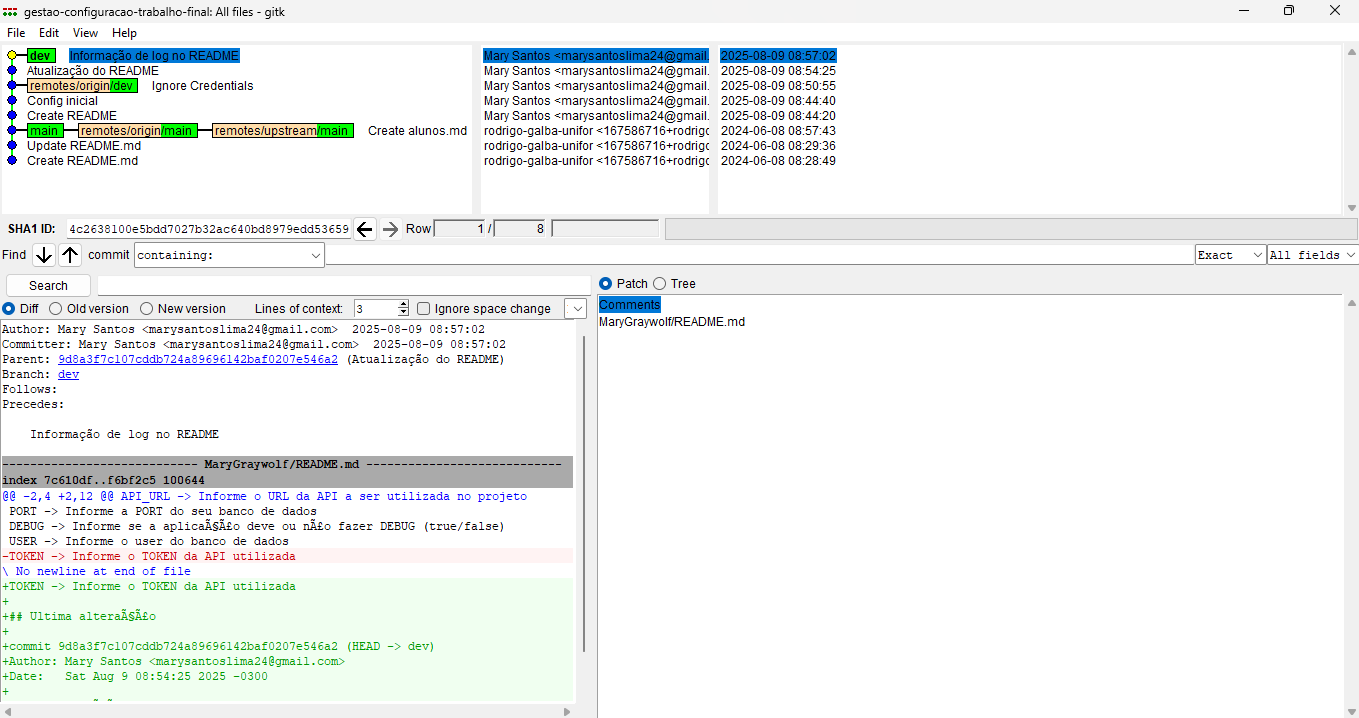 gestao-configuracao-trabalho-final: All files - gitk
File Edit View Help
dev Informação do log no README Mary Santos <marysantoslima24@gmail. 2025-08-09 08:57:02
Atualização do README Mary Santos <marysantoslima24@gmail. 2025-08-09 08:54:25
remotes/origin/dev Ignore Credentials Mary Santos <marysantoslima24@gmail. 2025-08-09 08:50:55
Config inicial Mary Santos <marysantoslima24@gmail. 2025-08-09 08:44:40
Create README Mary Santos <marysantoslima24@gmail. 2025-08-09 08:44:20
main remotes/origin/main remotes/upstream/main Create alunos.md rodrigo-galba-unifor <167586716+rodrigo 2024-06-08 08:57:43
Update README.md rodrigo-galba-unifor <167586716+rodrigo 2024-06-08 08:29:36
Create README.md rodrigo-galba-unifor <167586716+rodrigo 2024-06-08 08:28:49
SHA1 ID: 4c2638100e5bdd7027b32ac640bd8979edd53659 Row 1 / 8
Find commit containing: Exact All fields
Search Patch Tree
Diff Old version New version Lines of context: 3 Ignore space change
Comments
MaryGraywolf/README.md
Author: Mary Santos <marysantoslima24@gmail.com>  2025-08-09 08:57:02
Committer: Mary Santos <marysantoslima24@gmail.com>  2025-08-09 08:57:02
Parent: 9d8a3f7c107cddb724a89696142baf0207e546a2 (Atualização do README)
Branch: dev
Follows:
Precedes:
Informação de log no README
---------------------------- MaryGraywolf/README.md ----------------------------
index 7c610df..f6bf2c5 100644
@@ -2,4 +2,12 @@ API_URL -> Informe o URL da API a ser utilizada no projeto
PORT -> Informe a PORT do seu banco de dados
DEBUG -> Informe se a aplicaÃ§Ã£o deve ou nÃ£o fazer DEBUG (true/false)
USER -> Informe o user do banco de dados
-TOKEN -> Informe o TOKEN da API utilizada
\ No newline at end of file
+TOKEN -> Informe o TOKEN da API utilizada
+
+## Ultima alteraÃ§Ã£o
+
+commit 9d8a3f7c107cddb724a89696142baf0207e546a2 (HEAD -> dev)
+Author: Mary Santos <marysantoslima24@gmail.com>
+Date:   Sat Aug 9 08:54:25 2025 -0300
+